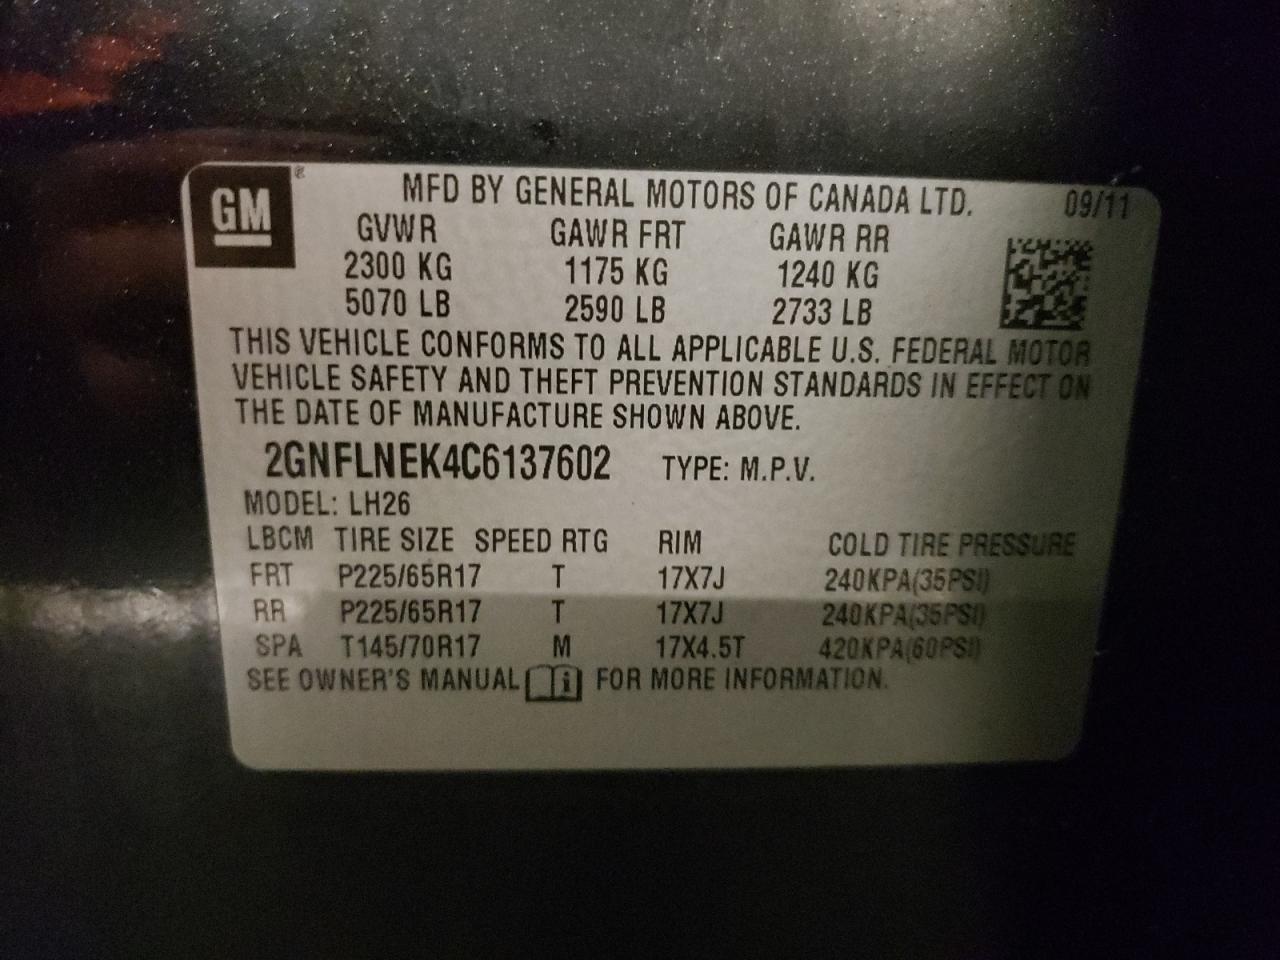 GM® MFD BY GENERAL MOTORS OF CANADA LTD. 09/11
GVWR GAWR FRT GAWR RR
2300 KG 1175 KG 1240 KG
5070 LB 2590 LB 2733 LB
THIS VEHICLE CONFORMS TO ALL APPLICABLE U.S. FEDERAL MOTOR
VEHICLE SAFETY AND THEFT PREVENTION STANDARDS IN EFFECT ON
THE DATE OF MANUFACTURE SHOWN ABOVE.
2GNFLNEK4C6137602 TYPE: M.P.V.
MODEL: LH26
LBCM TIRE SIZE SPEED RTG RIM COLD TIRE PRESSURE
FRT P225/65R17 T 17X7J 240KPA(35PSI)
RR P225/65R17 T 17X7J 240KPA(35PSI)
SPA T145/70R17 M 17X4.5T 420KPA(60PSI)
SEE OWNER'S MANUAL i FOR MORE INFORMATION.